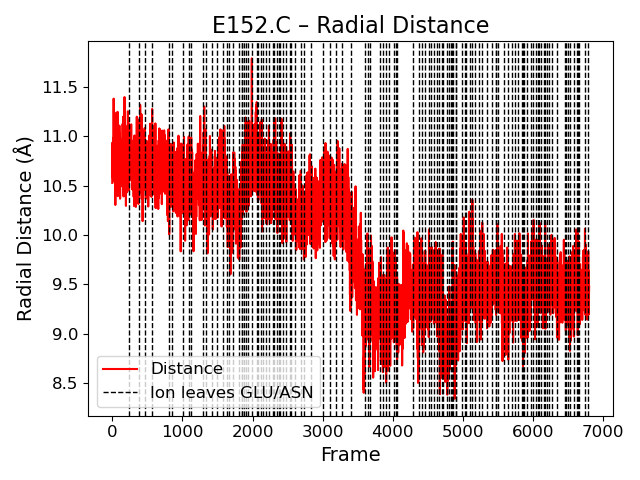 E152.C – Radial Distance
Radial Distance (Å)
11.5
11.0
10.5
10.0
9.5
9.0
8.5
Distance
Ion leaves GLU/ASN
0 1000 2000 3000 4000 5000 6000 7000
Frame